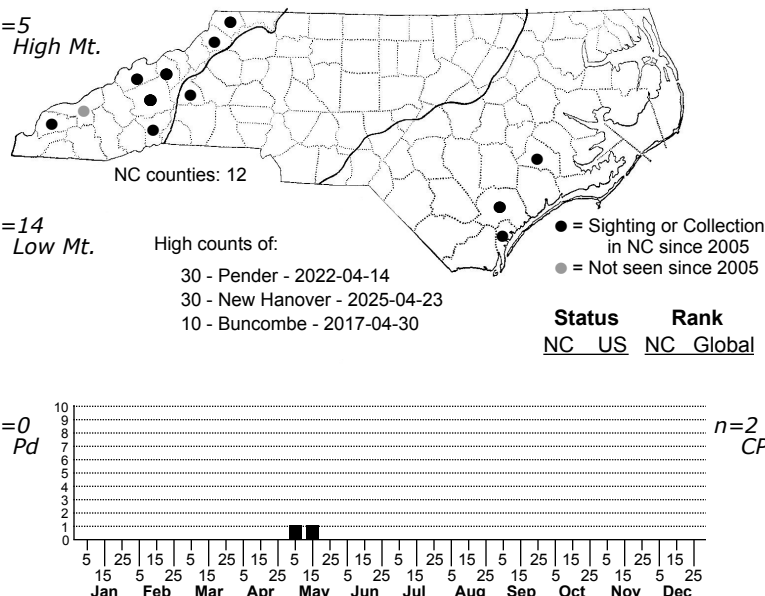 =5
High Mt.
NC counties: 12
=14
Low Mt.
High counts of:
30 - Pender - 2022-04-14
30 - New Hanover - 2025-04-23
10 - Buncombe - 2017-04-30
= Sighting or Collection
in NC since 2005
= Not seen since 2005
Status Rank
NC US NC Global
=0
Pd
n=2
CP
10
9
8
7
6
5
4
3
2
1
0
5 25 15 5 25 15 5 25 15 5 25 15 5 25 15 5 25 15
15 5 25 15 5 25 15 5 25 15 5 25 15 5 25 15 5 25
Jan Feb Mar Apr May Jun Jul Aug Sep Oct Nov Dec